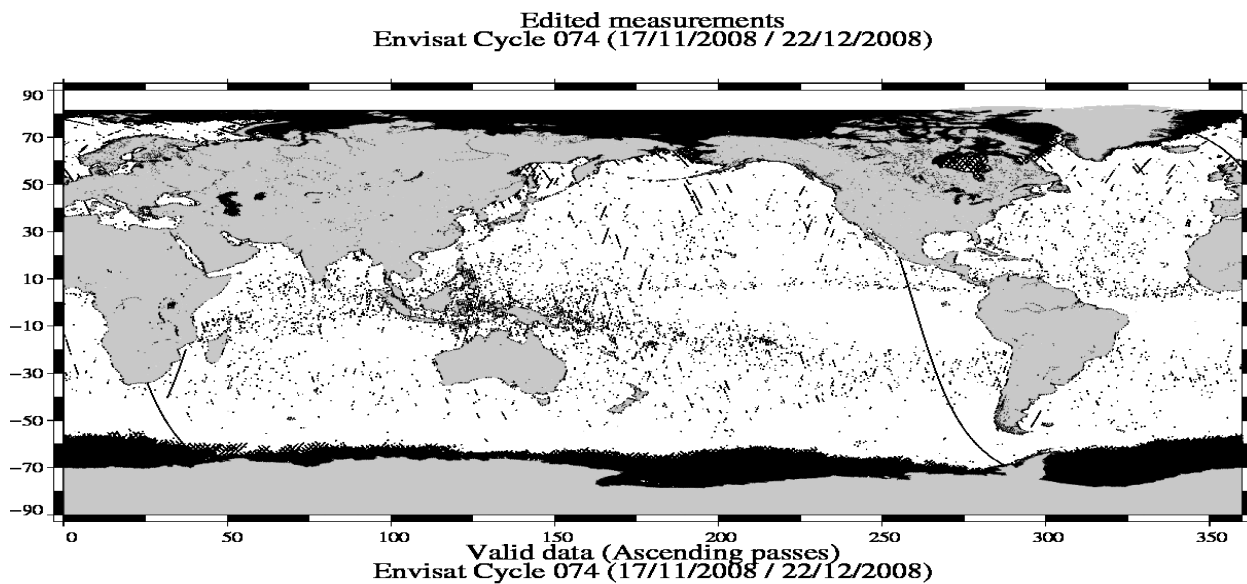 Edited measurements
Envisat Cycle 074 (17/11/2008 / 22/12/2008)
90
70
50
30
10
−10
−30
−50
−70
−90
0 50 100 150 200 250 300 350
Valid data (Ascending passes)
Envisat Cycle 074 (17/11/2008 / 22/12/2008)